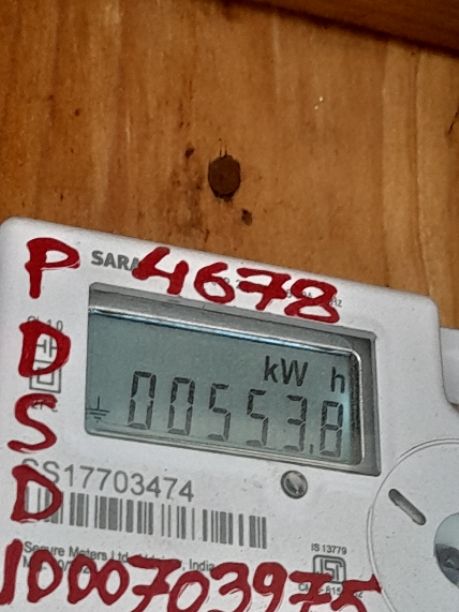 P 4678
SARA
D
kW h
00553.8
S
SS17703474
D
Secure Meters Ltd. India
IS 13779
1000703975